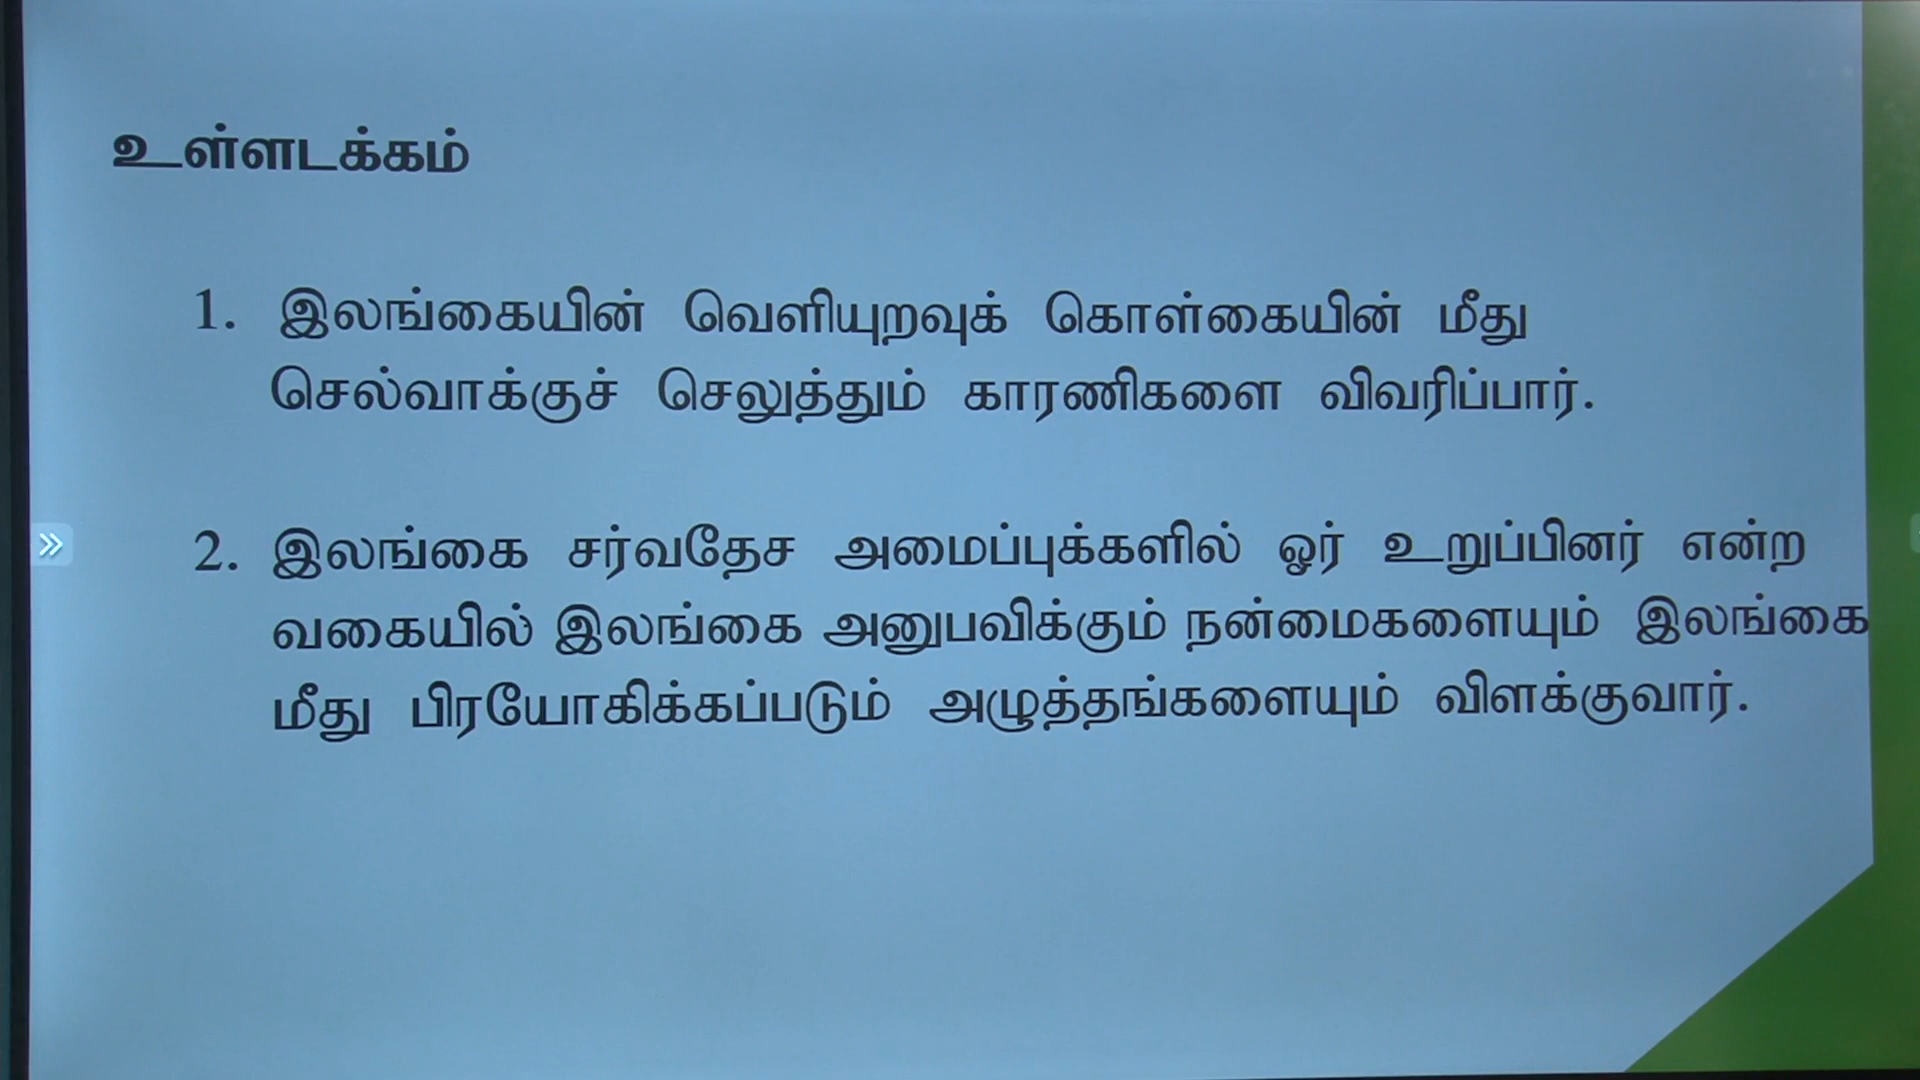 உள்ளடக்கம்
1. இலங்கையின் வெளியுறவுக் கொள்கையின் மீது
செல்வாக்குச் செலுத்தும் காரணிகளை விவரிப்பார்.
2. இலங்கை சர்வதேச அமைப்புக்களில் ஓர் உறுப்பினர் என்ற
வகையில் இலங்கை அனுபவிக்கும் நன்மைகளையும் இலங்கை
மீது பிரயோகிக்கப்படும் அழுத்தங்களையும் விளக்குவார்.